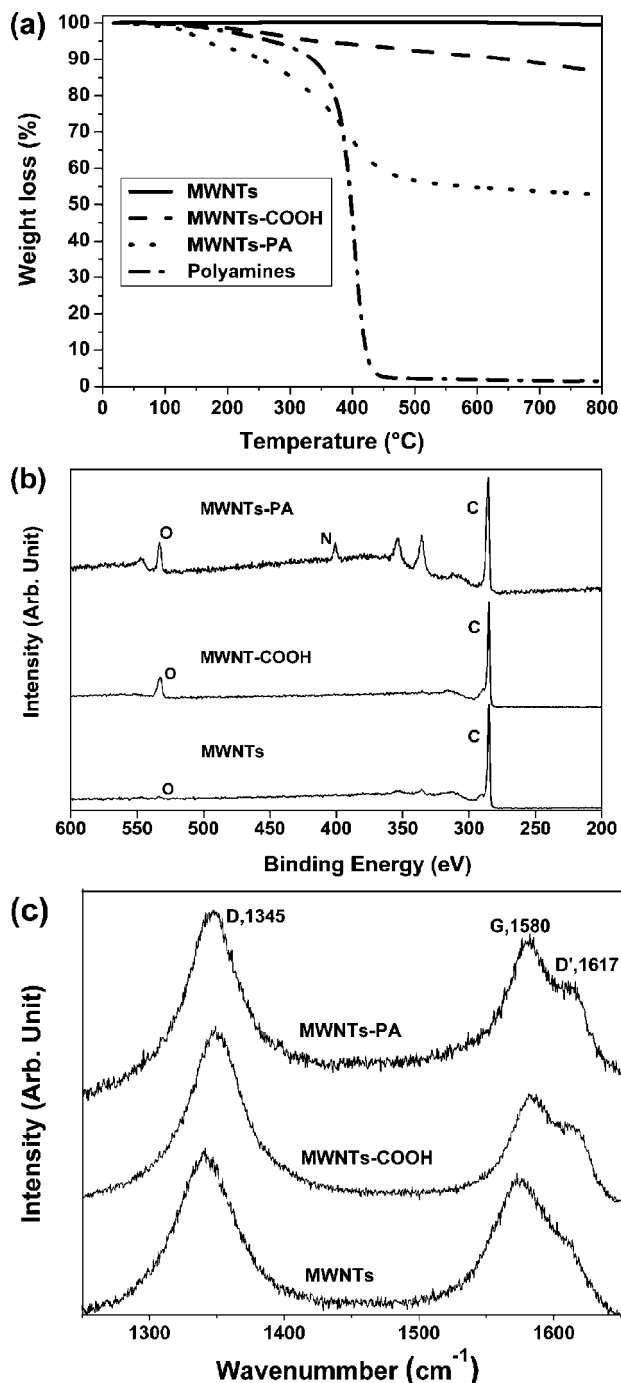 (a)
100
90
80
70
60
50
40
30
20
10
0
Weight loss (%)
MWNTs
MWNTs-COOH
MWNTs-PA
Polyamines
0 100 200 300 400 500 600 700 800
Temperature (°C)
(b)
Intensity (Arb. Unit)
MWNTs-PA
O
N
C
MWNT-COOH
O
C
MWNTs
O
C
600 550 500 450 400 350 300 250 200
Binding Energy (eV)
(c)
Intensity (Arb. Unit)
D,1345
G,1580
D',1617
MWNTs-PA
MWNTs-COOH
MWNTs
1300 1400 1500 1600
Wavenummber (cm⁻¹)